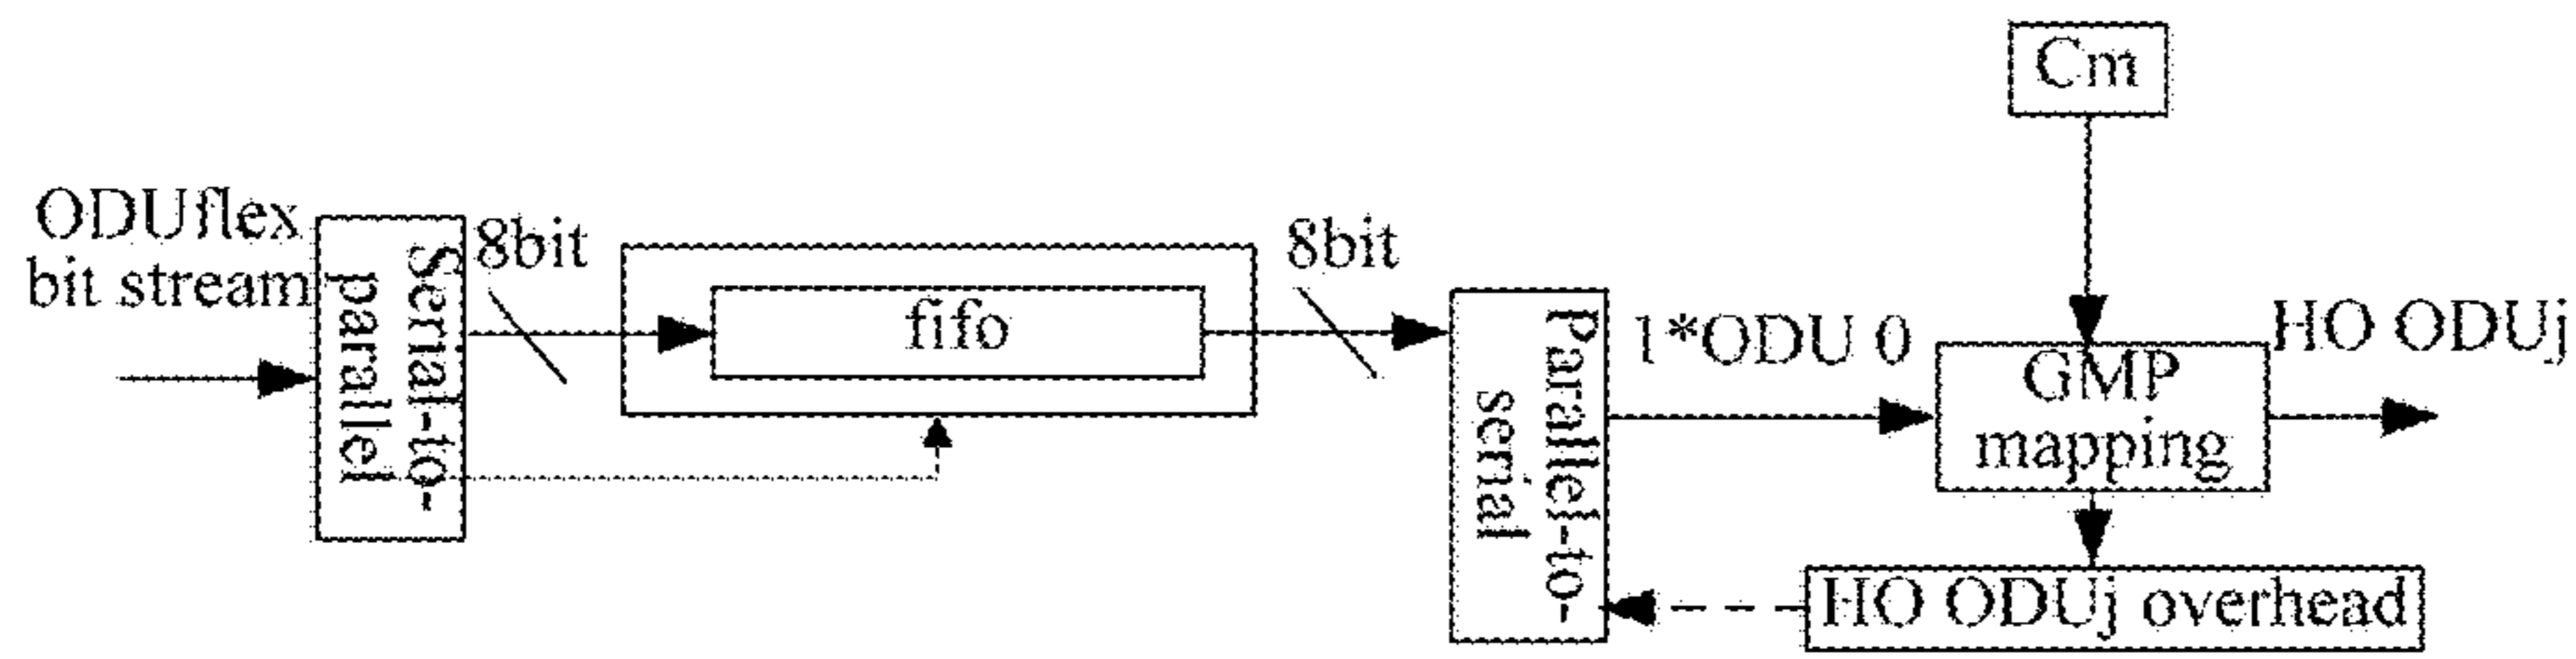 Cm
ODUflex
bit stream
Serial-to-
parallel
8bit
fifo
8bit
Parallel-to-
serial
1*ODU 0
GMP
mapping
HO ODUj
HO ODUj overhead